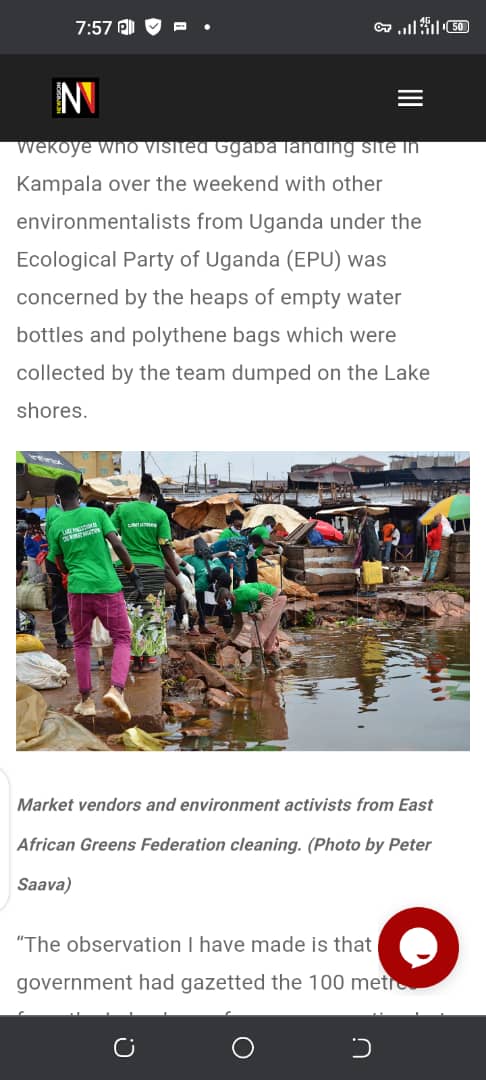 7:57
4G
50
N
Wekoye who visited Ggaba landing site in
Kampala over the weekend with other
environmentalists from Uganda under the
Ecological Party of Uganda (EPU) was
concerned by the heaps of empty water
bottles and polythene bags which were
collected by the team dumped on the Lake
shores.
Market vendors and environment activists from East
African Greens Federation cleaning. (Photo by Peter
Saava)
“The observation I have made is that
government had gazetted the 100 metres